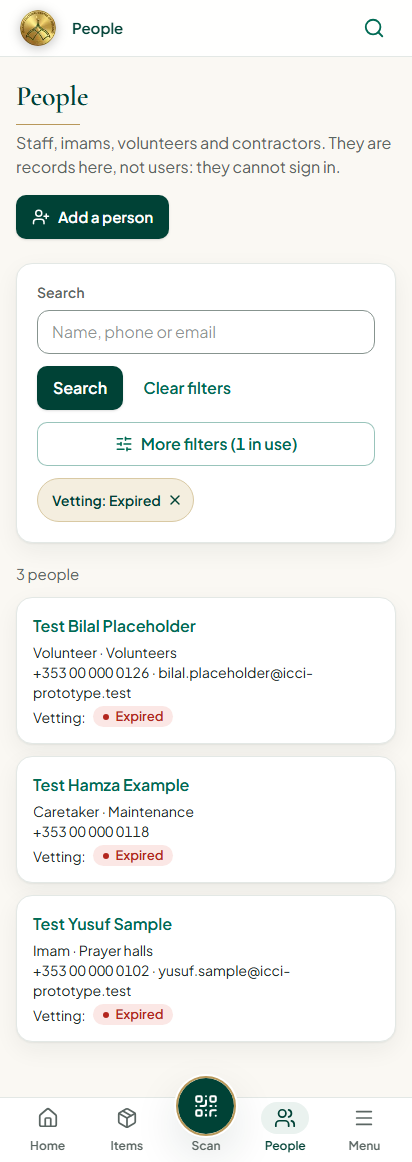 People
People
Staff, imams, volunteers and contractors. They are
records here, not users: they cannot sign in.
Add a person
Search
Name, phone or email
Search
Clear filters
More filters (1 in use)
Vetting: Expired ×
3 people
Test Bilal Placeholder
Volunteer · Volunteers
+353 00 000 0126 · bilal.placeholder@icci-
prototype.test
Vetting: Expired
Test Hamza Example
Caretaker · Maintenance
+353 00 000 0118
Vetting: Expired
Test Yusuf Sample
Imam · Prayer halls
+353 00 000 0102 · yusuf.sample@icci-
prototype.test
Vetting: Expired
Home
Items
Scan
People
Menu